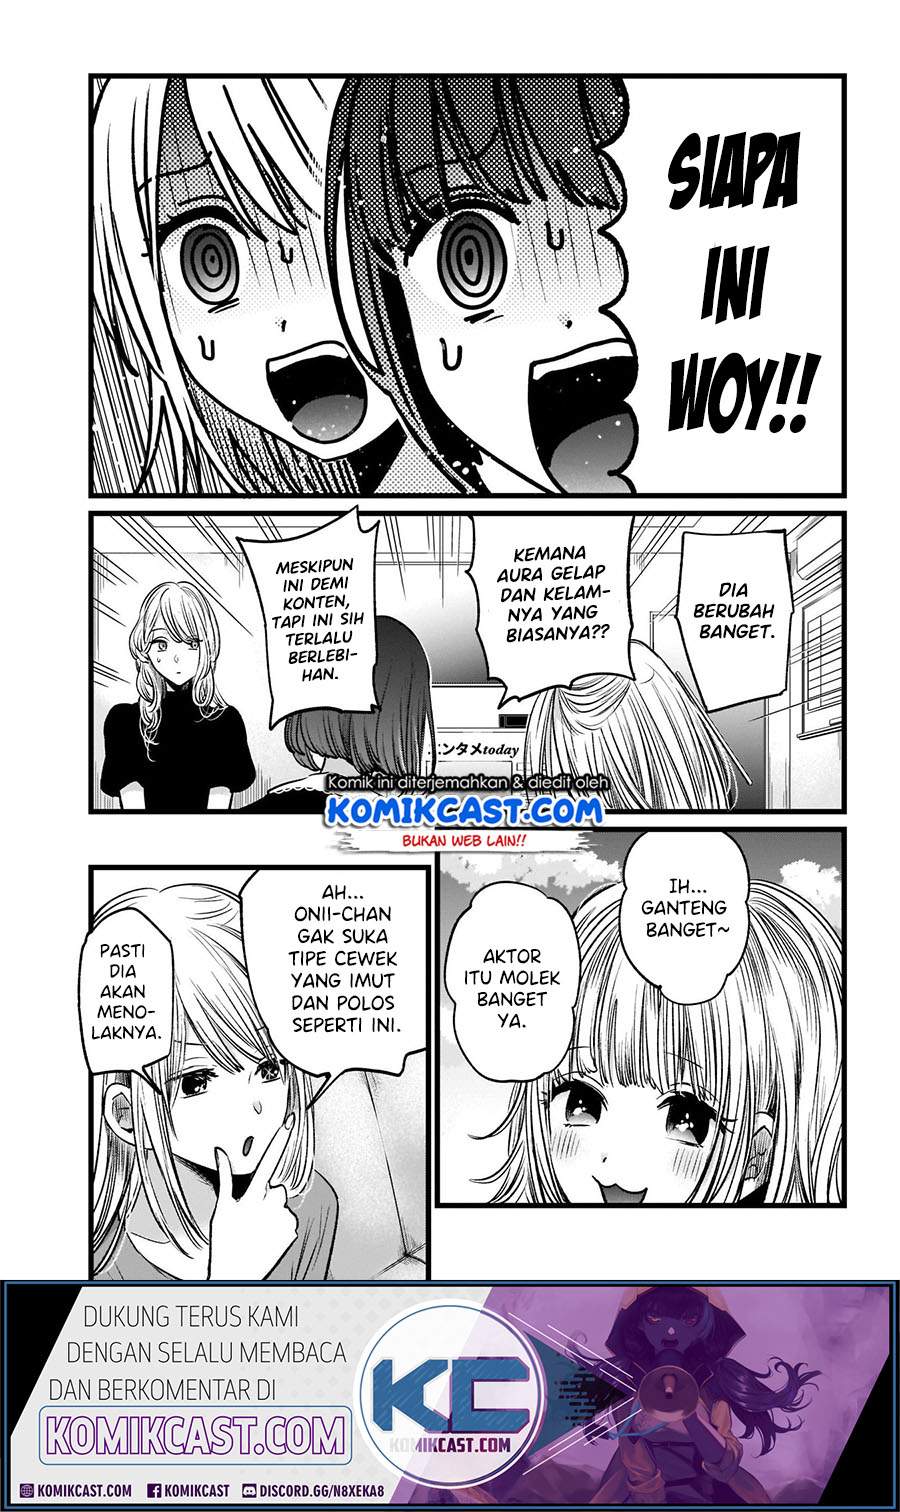 SIAPA
INI
WOY!!
DIA
BERUBAH
BANGET.
KEMANA
AURA GELAP
DAN KELAM-
NYA YANG
BIASANYA??
MESKIPUN
INI DEMI
KONTEN,
TAPI INI SIH
TERLALU
BERLEBI-
HAN.
エンタメtoday
Komik ini diterjemahkan & diedit oleh
KOMIKCAST.COM
BUKAN WEB LAIN!!
IH...
GANTENG
BANGET~
AKTOR
ITU MOLEK
BANGET
YA.
AH...
ONII-CHAN
GAK SUKA
TIPE CEWEK
YANG IMUT
DAN POLOS
SEPERTI INI.
PASTI
DIA
AKAN
MENO-
LAKNYA.
DUKUNG TERUS KAMI
DENGAN SELALU MEMBACA
DAN BERKOMENTAR DI
KOMIKCAST.COM
KOMIKCAST.COM
KOMIKCAST
DISCORD.GG/N8XEKA8
KC
KOMIKCAST.COM